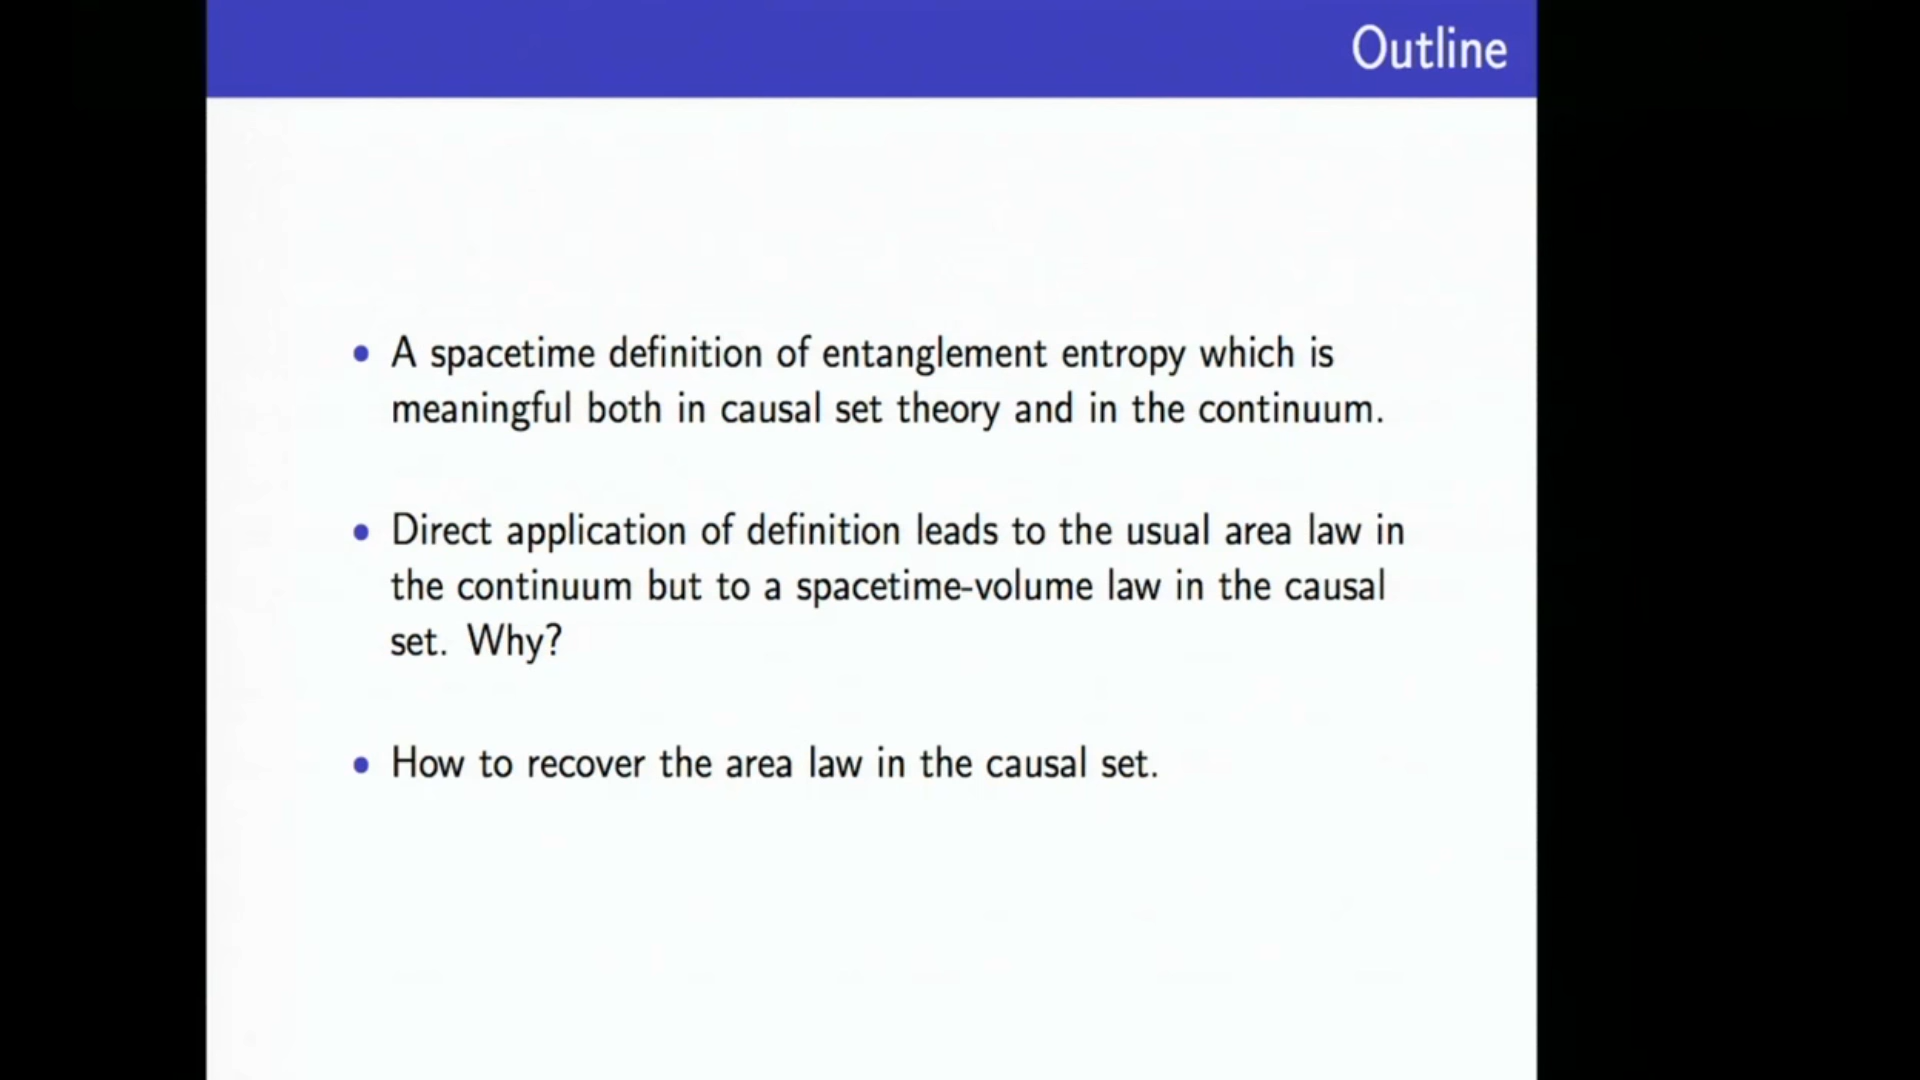 Outline
• A spacetime definition of entanglement entropy which is
meaningful both in causal set theory and in the continuum.
• Direct application of definition leads to the usual area law in
the continuum but to a spacetime-volume law in the causal
set. Why?
• How to recover the area law in the causal set.